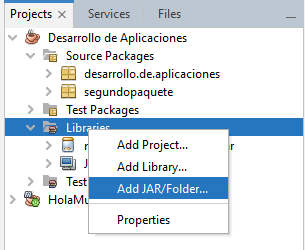 Projects × Services Files
Desarrollo de Aplicaciones
Source Packages
desarrollo.de.aplicaciones
segundopaquete
Test Packages
Libraries
Add Project...
Add Library...
Add JAR/Folder...
Test
Properties